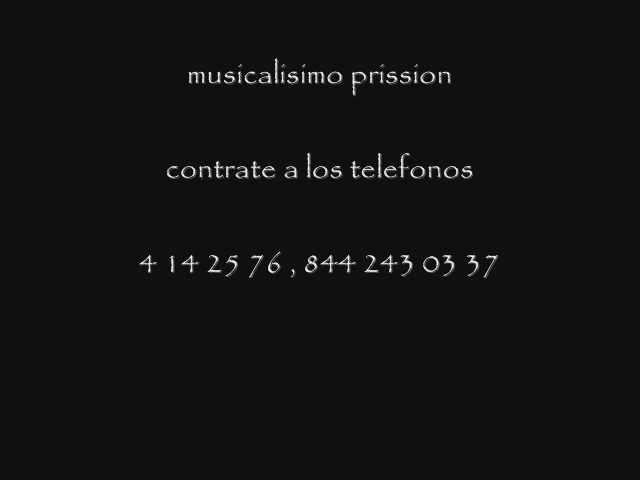 musicalisimo prission
contrate a los telefonos
4 14 25 76 , 844 243 03 37